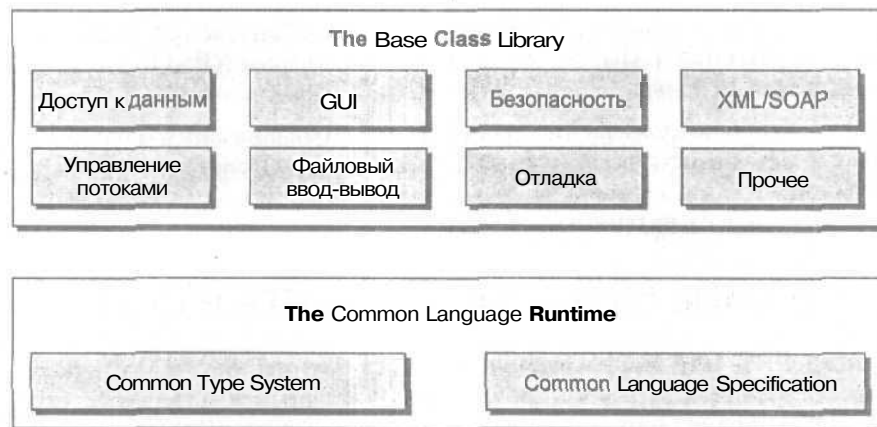 The Base Class Library
Доступ к данным
GUI
Безопасность
XML/SOAP
Управление
потоками
Файловый
ввод-вывод
Отладка
Прочее
The Common Language Runtime
Common Type System
Common Language Specification